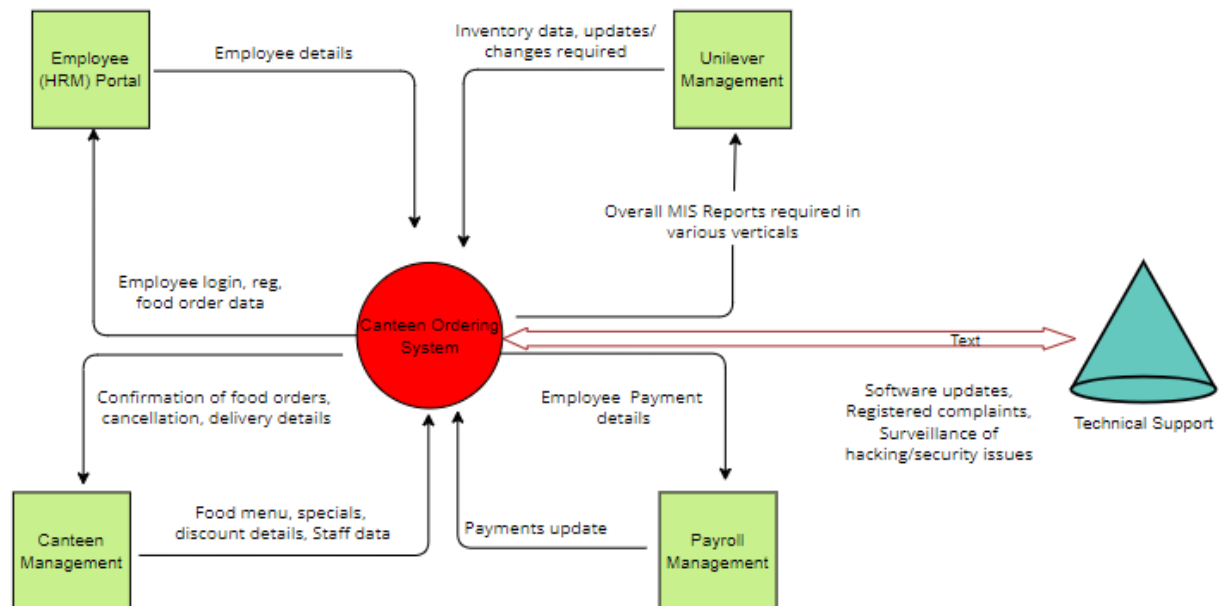 Employee
(HRM) Portal
Employee details
Inventory data, updates/
changes required
Unilever
Management
Overall MIS Reports required in
various verticals
Employee login, reg,
food order data
Canteen Ordering
System
Text
Confirmation of food orders,
cancellation, delivery details
Employee Payment
details
Software updates,
Registered complaints,
Surveillance of
hacking/security issues
Technical Support
Canteen
Management
Food menu, specials,
discount details, Staff data
Payments update
Payroll
Management